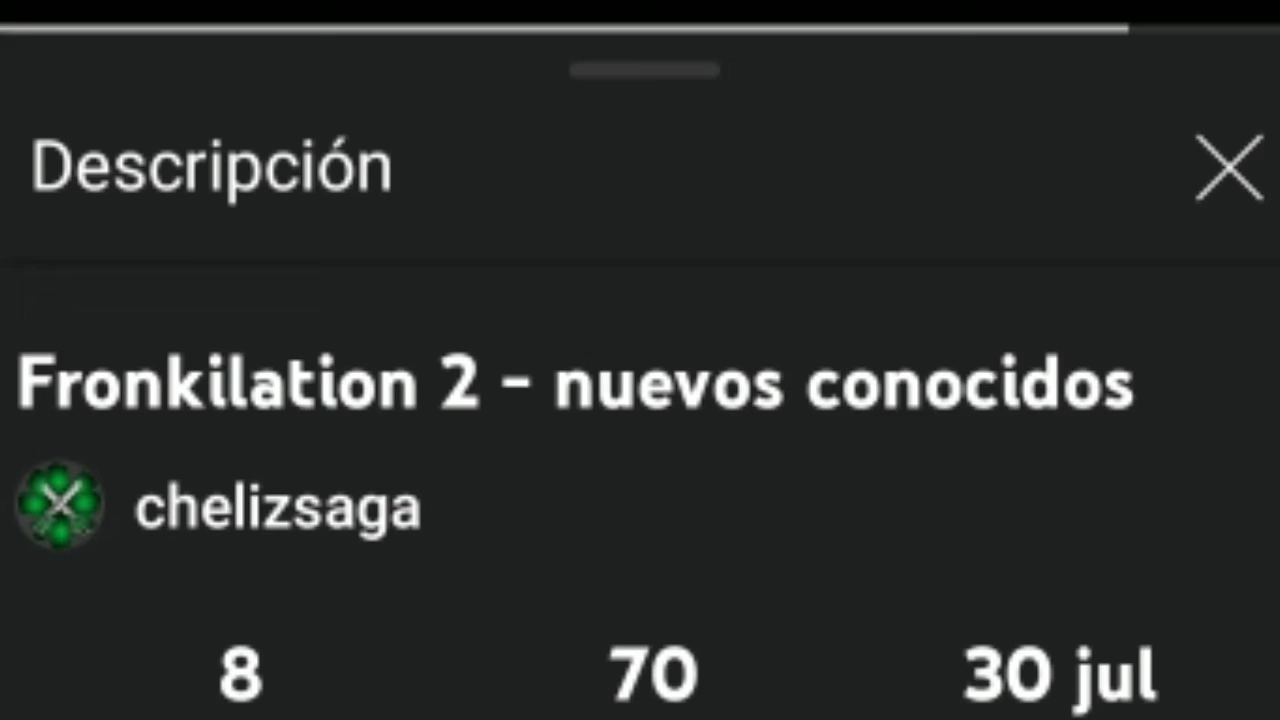 Descripción
Fronkilation 2 - nuevos conocidos
chelizsaga
8 70 30 jul